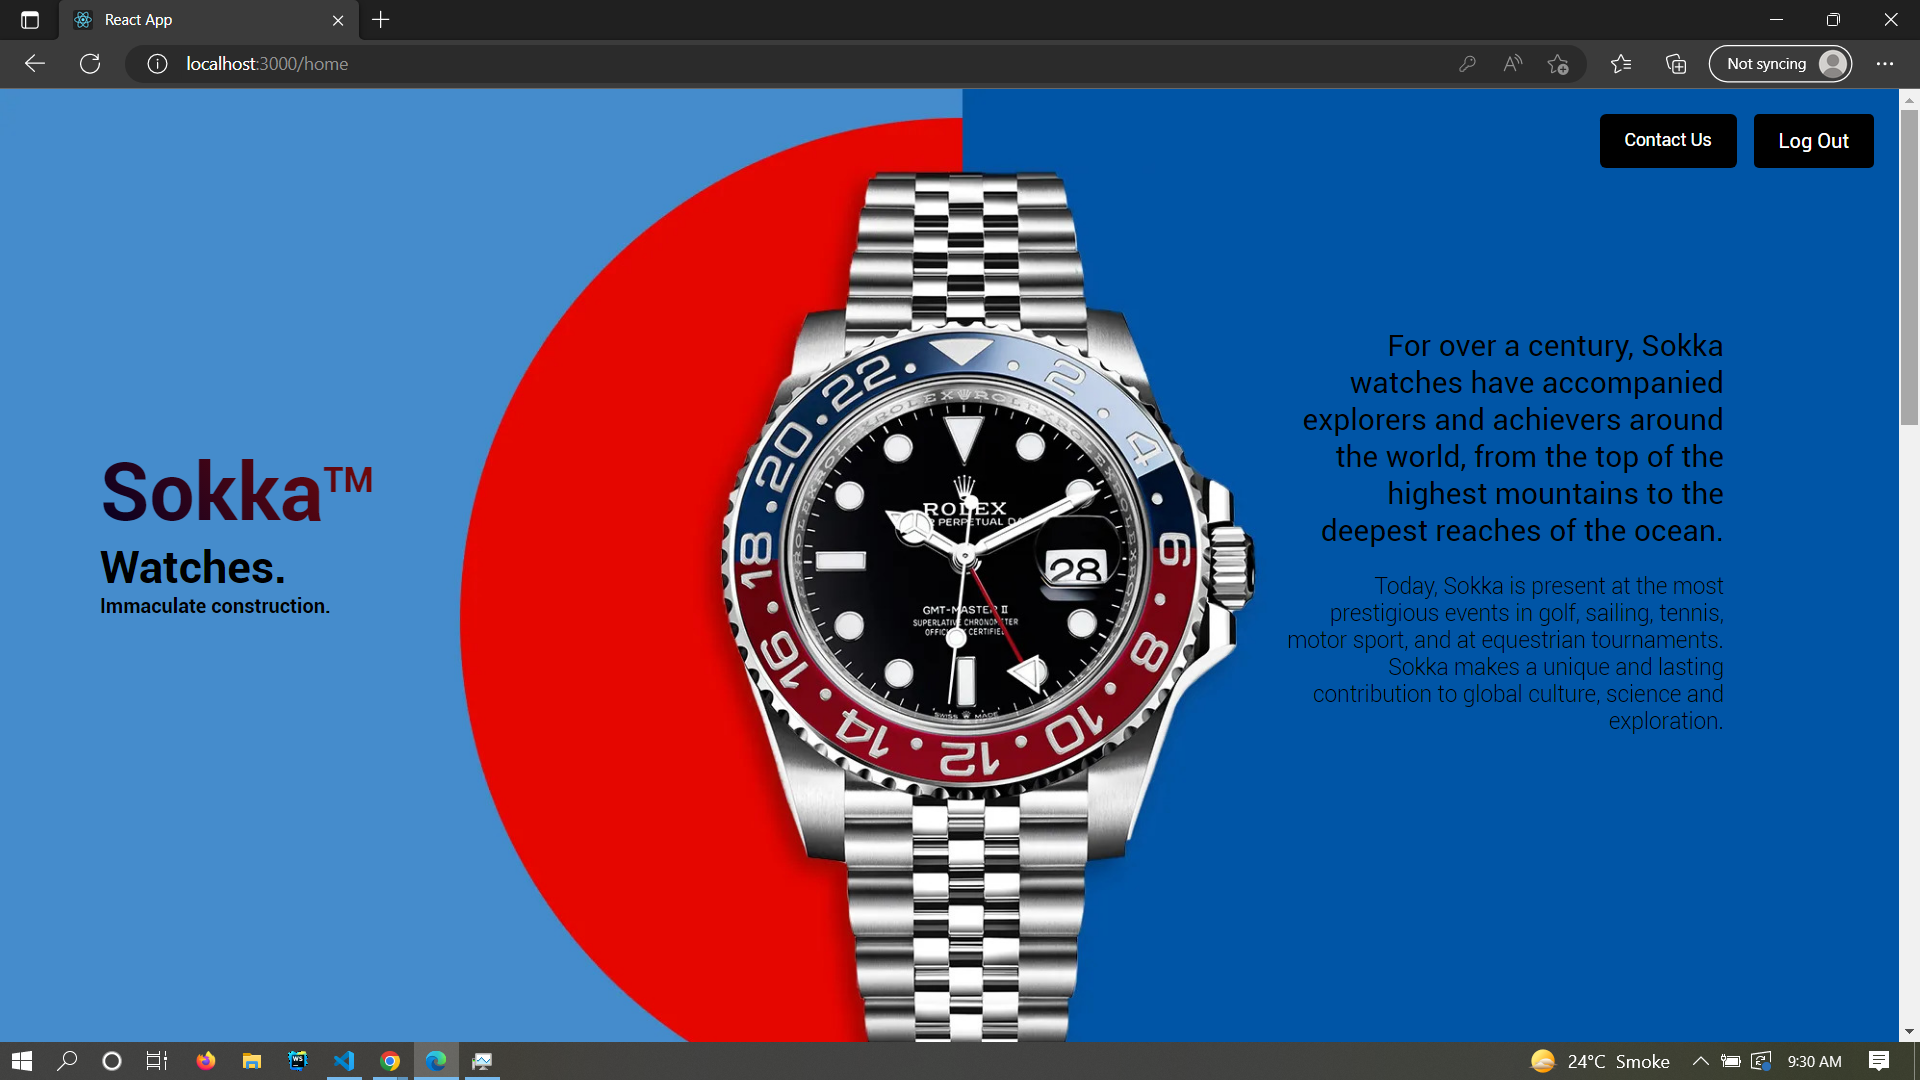 React App
localhost:3000/home
Not syncing
Contact Us
Log Out
Sokka™
Watches.
Immaculate construction.
For over a century, Sokka
watches have accompanied
explorers and achievers around
the world, from the top of the
highest mountains to the
deepest reaches of the ocean.
Today, Sokka is present at the most
prestigious events in golf, sailing, tennis,
motor sport, and at equestrian tournaments.
Sokka makes a unique and lasting
contribution to global culture, science and
exploration.
22
2
20
4
18
6
16
8
14
12
10
ROLEX ROLEX ROLEX
ROLEX
PERPETUAL
28
GMT-MASTER II
SUPERLATIVE CHRONOMETER
CERTIFIED
SWISS MADE
WS
24°C Smoke
9:30 AM